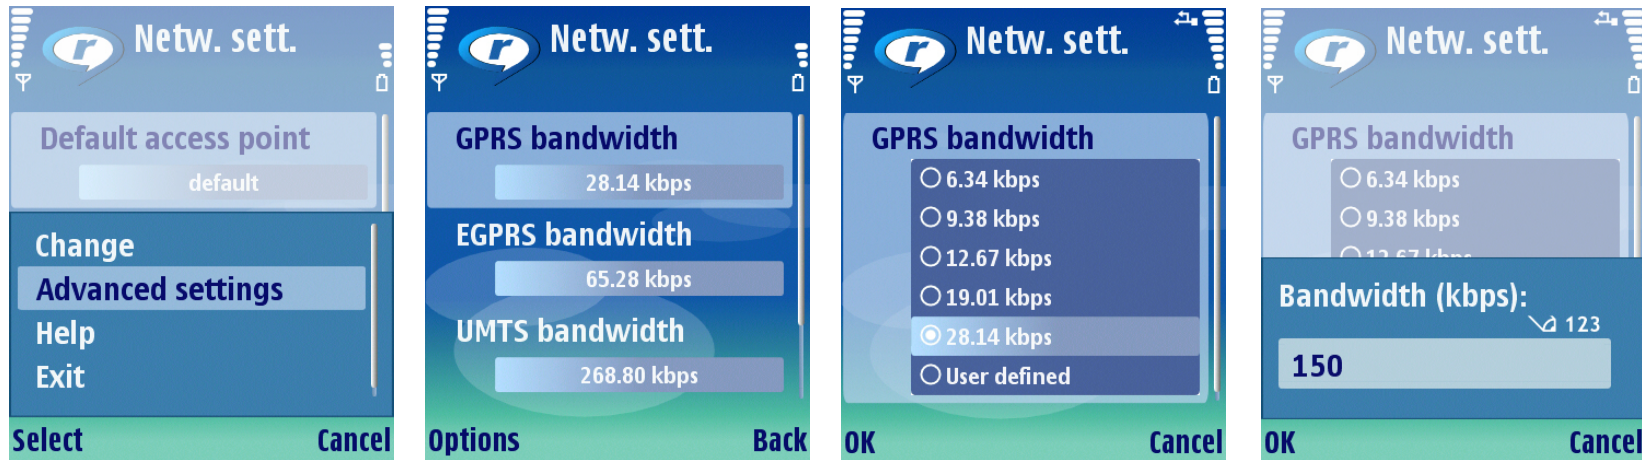 r Netw. sett.
Default access point
default
Change
Advanced settings
Help
Exit
Select Cancel
r Netw. sett.
GPRS bandwidth
28.14 kbps
EGPRS bandwidth
65.28 kbps
UMTS bandwidth
268.80 kbps
Options Back
r Netw. sett.
GPRS bandwidth
6.34 kbps
9.38 kbps
12.67 kbps
19.01 kbps
28.14 kbps
User defined
OK Cancel
r Netw. sett.
GPRS bandwidth
6.34 kbps
9.38 kbps
12.67 kbps
Bandwidth (kbps):
123
150
OK Cancel